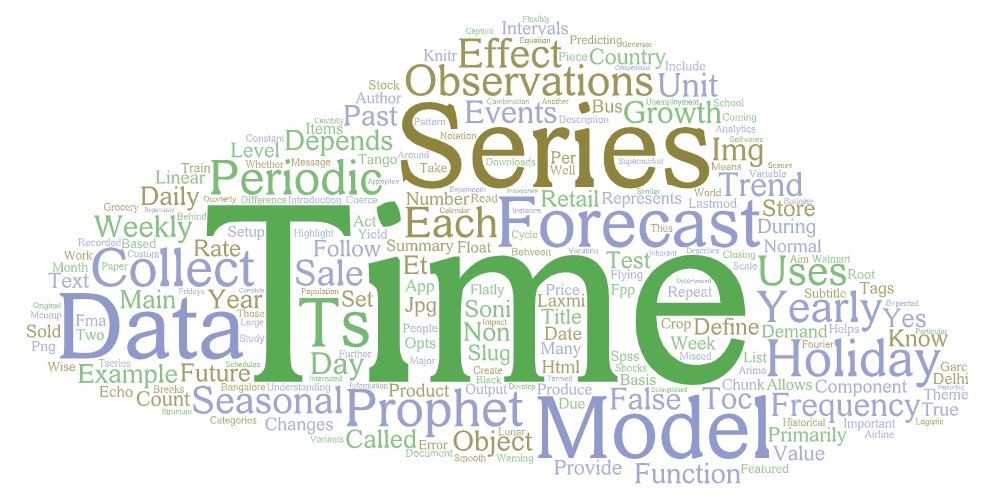 Flexibly
Capture Intervals
Equation Predicting Generate
Knitr Effect Piece Country
Competitions Include
Stock Observations Unit
Author Combination Another Bus Unemployment School
Past Pattern Events Description Growth Coming
Constant Items Carefully Notation Analytics
Level Depends Series Softwares
Whether Message Tango Around Downloads Per Supermarket Img
Train Take Well Means Scenes
Linear Periodic Appropriate Variable
Daily Quarterly Difference Introduction Coerce Number Read Retail Represents World Trend
Grocery Calendar Instance Similar Lastmod Store Business
Weekly Behind Setup Highlight Act Each Forecast During
Recorded Based Rate Yield Cycle Thus Normal
Work Custom Follow Summary Float Between Vacation Inherent Describes Closing Aim Walmart
Month Paper Collect Sale Et Test Scale Uses Root
Text Fridays Complete Time App Flatly Price Flying Fpp Repeat Decomposed Subtitle Tags
Original Main Year Population Set Jpg Soni Laxmi Yearly Expected
Mcomp Data Those Ts People Impact Title Crop Define Yes
Sold Fma Large Non Date Week Demand Helps Particular
Png Two Study Opts Slug Many Missed Fourier Know
Wise Tseries Schedules Day Further Major Html Spss Shocks List Arima Holiday Garc
Example Future Interested Create Termed Basis Delhi
Echo Breaks Bangalore Understanding Information Product Black Develop Produce Distinguished Chunk Allows Component Recurring Theme
Count Seasonal Prophet Output Due False Toc Frequency True
Structure Categories Changes Lunar Model Historical Important Logistic
Variants Called Error Object Primarily Airline
Document Smooth Warning Value
Provide Function Featured